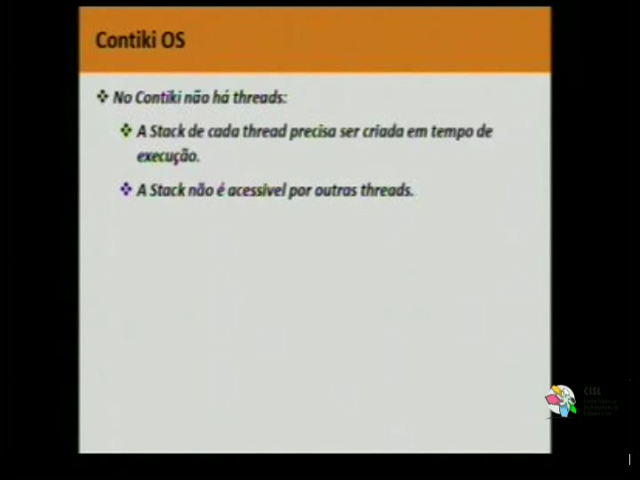 Contiki OS
❖ No Contiki não há threads:
❖ A Stack de cada thread precisa ser criada em tempo de
execução.
❖ A Stack não é acessivel por outras threads.
CISL